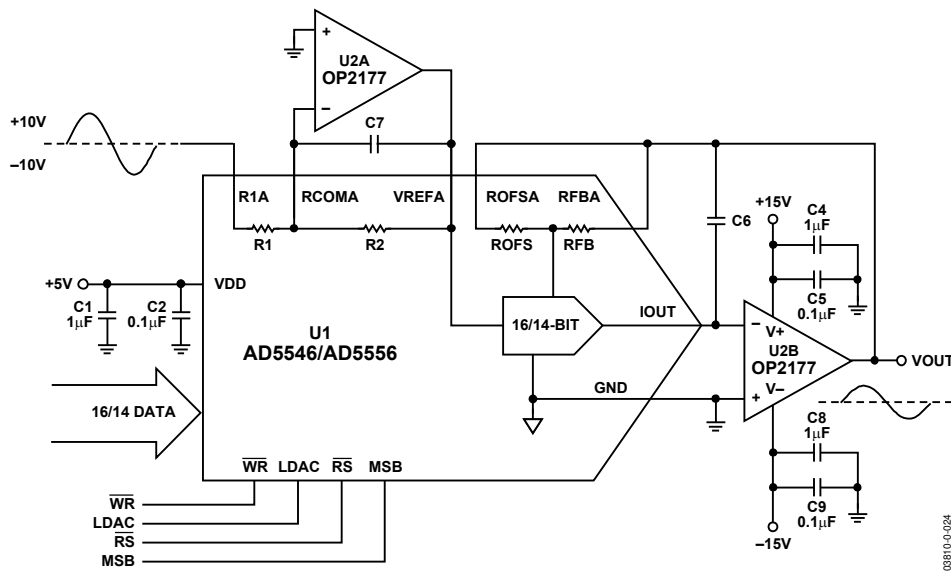 +
U2A
OP2177
–
C7
+10V
–10V
R1A
RCOMA
VREFA
ROFSA
RFBA
R1
R2
ROFS
RFB
C6
+15V
C4
1μF
C5
0.1μF
+5V
VDD
C1
1μF
C2
0.1μF
U1
AD5546/AD5556
16/14-BIT
IOUT
GND
–
V+
U2B
OP2177
V–
+
VOUT
16/14 DATA
C8
1μF
C9
0.1μF
–15V
WR LDAC RS MSB
WR
LDAC
RS
MSB
03810-0-024